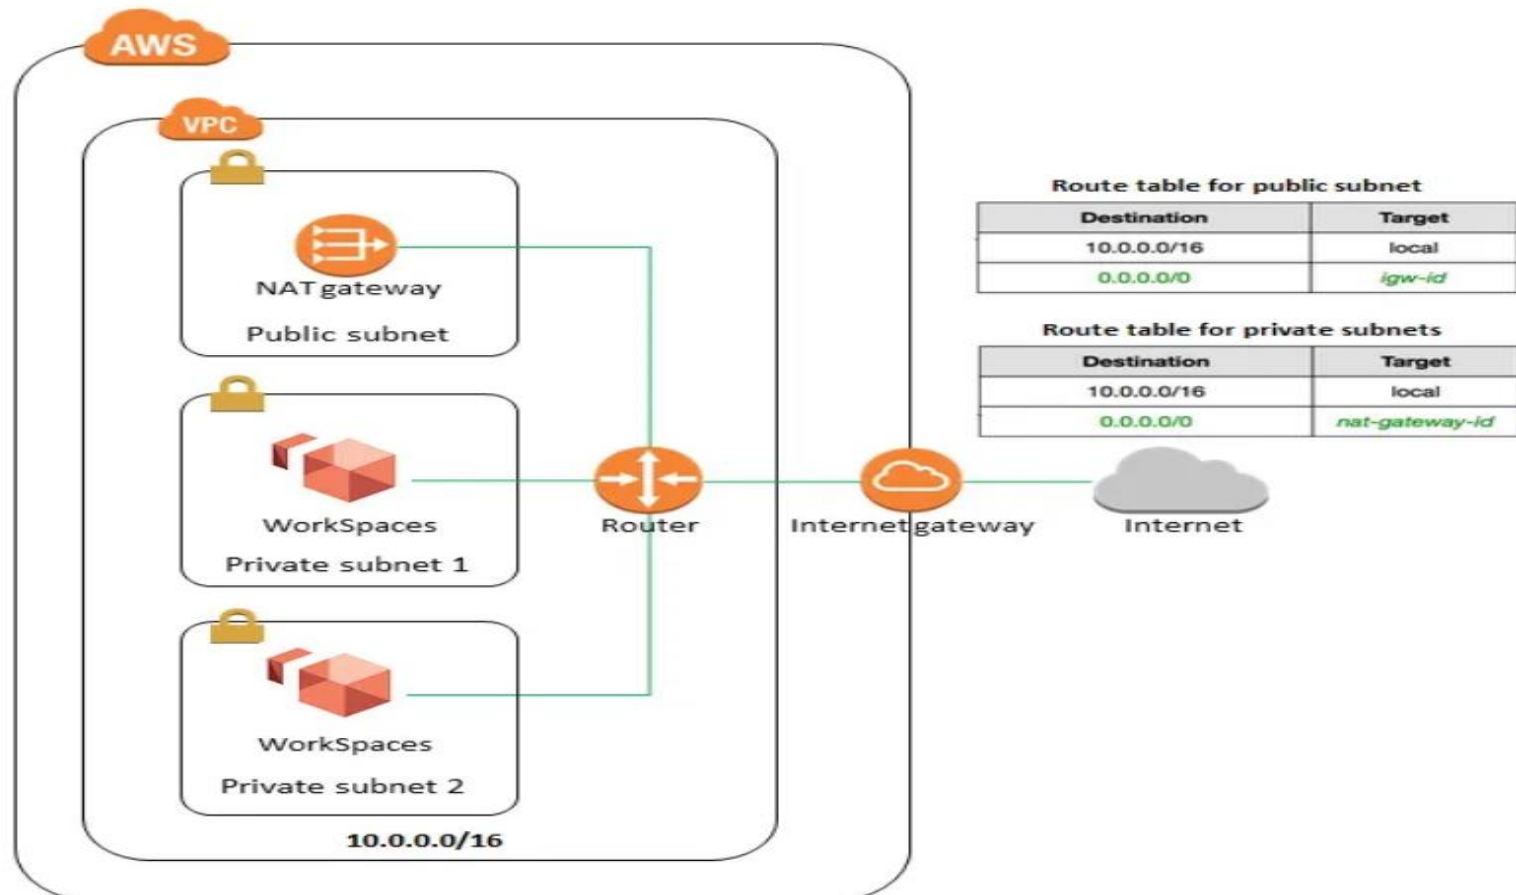 AWS
VPC
NAT gateway
Public subnet
WorkSpaces
Private subnet 1
WorkSpaces
Private subnet 2
10.0.0.0/16
Router
Internet gateway
Internet
Route table for public subnet
Destination Target
10.0.0.0/16 local
0.0.0.0/0 igw-id
Route table for private subnets
Destination Target
10.0.0.0/16 local
0.0.0.0/0 nat-gateway-id